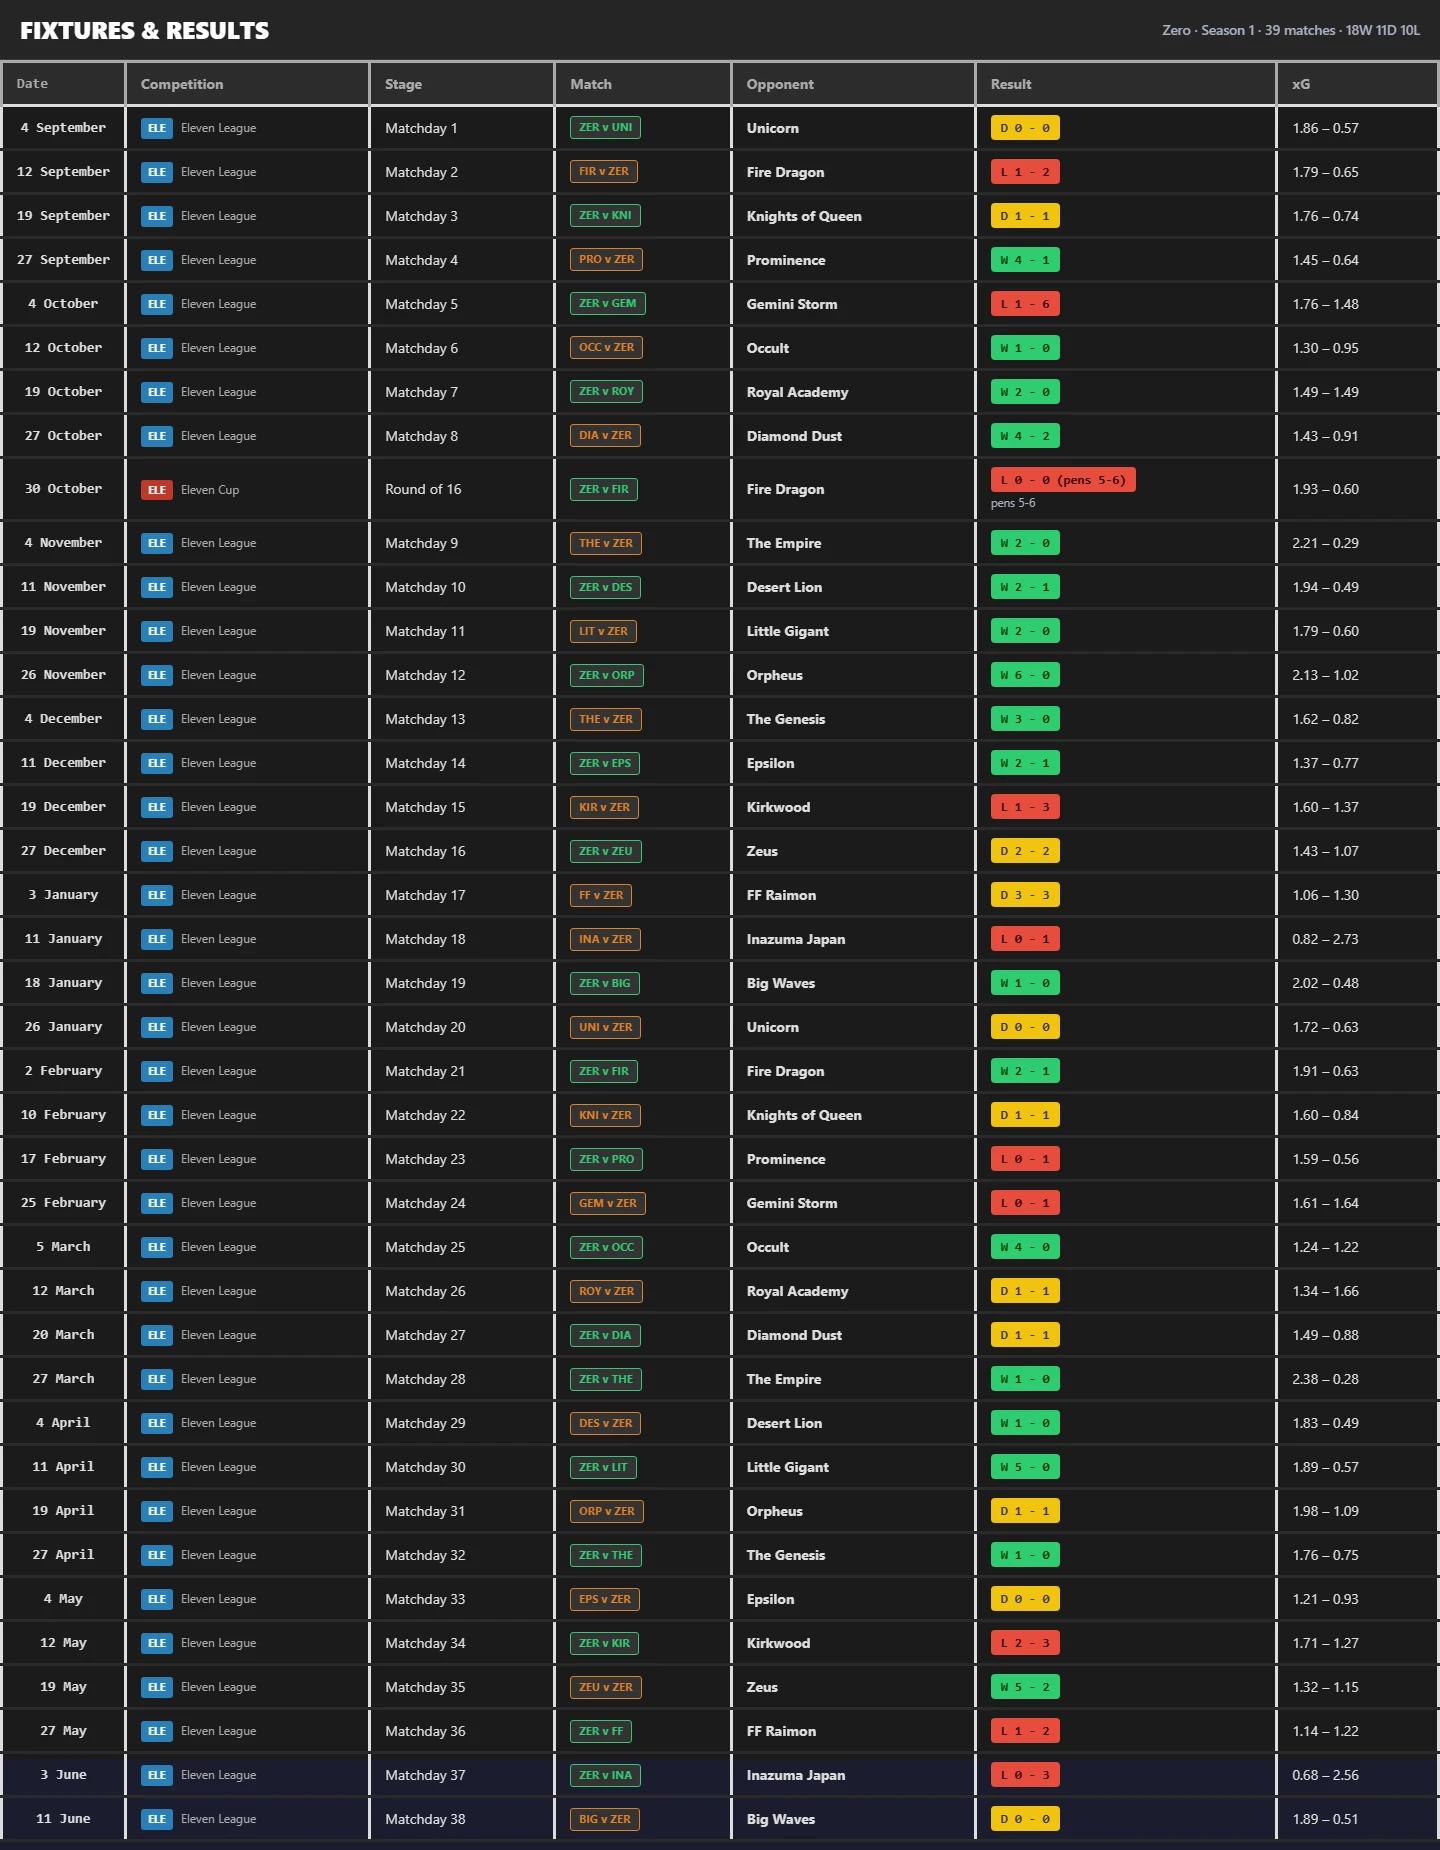 FIXTURES & RESULTS
Zero · Season 1 · 39 matches · 18W 11D 10L
Date Competition Stage Match Opponent Result xG
4 September ELE Eleven League Matchday 1 ZER v UNI Unicorn D 0 - 0 1.86 – 0.57
12 September ELE Eleven League Matchday 2 FIR v ZER Fire Dragon L 1 - 2 1.79 – 0.65
19 September ELE Eleven League Matchday 3 ZER v KNI Knights of Queen D 1 - 1 1.76 – 0.74
27 September ELE Eleven League Matchday 4 PRO v ZER Prominence W 4 - 1 1.45 – 0.64
4 October ELE Eleven League Matchday 5 ZER v GEM Gemini Storm L 1 - 6 1.76 – 1.48
12 October ELE Eleven League Matchday 6 OCC v ZER Occult W 1 - 0 1.30 – 0.95
19 October ELE Eleven League Matchday 7 ZER v ROY Royal Academy W 2 - 0 1.49 – 1.49
27 October ELE Eleven League Matchday 8 DIA v ZER Diamond Dust W 4 - 2 1.43 – 0.91
30 October ELE Eleven Cup Round of 16 ZER v FIR Fire Dragon L 0 - 0 (pens 5-6) 1.93 – 0.60
pens 5-6
4 November ELE Eleven League Matchday 9 THE v ZER The Empire W 2 - 0 2.21 – 0.29
11 November ELE Eleven League Matchday 10 ZER v DES Desert Lion W 2 - 1 1.94 – 0.49
19 November ELE Eleven League Matchday 11 LIT v ZER Little Gigant W 2 - 0 1.79 – 0.60
26 November ELE Eleven League Matchday 12 ZER v ORP Orpheus W 6 - 0 2.13 – 1.02
4 December ELE Eleven League Matchday 13 THE v ZER The Genesis W 3 - 0 1.62 – 0.82
11 December ELE Eleven League Matchday 14 ZER v EPS Epsilon W 2 - 1 1.37 – 0.77
19 December ELE Eleven League Matchday 15 KIR v ZER Kirkwood L 1 - 3 1.60 – 1.37
27 December ELE Eleven League Matchday 16 ZER v ZEU Zeus D 2 - 2 1.43 – 1.07
3 January ELE Eleven League Matchday 17 FF v ZER FF Raimon D 3 - 3 1.06 – 1.30
11 January ELE Eleven League Matchday 18 INA v ZER Inazuma Japan L 0 - 1 0.82 – 2.73
18 January ELE Eleven League Matchday 19 ZER v BIG Big Waves W 1 - 0 2.02 – 0.48
26 January ELE Eleven League Matchday 20 UNI v ZER Unicorn D 0 - 0 1.72 – 0.63
2 February ELE Eleven League Matchday 21 ZER v FIR Fire Dragon W 2 - 1 1.91 – 0.63
10 February ELE Eleven League Matchday 22 KNI v ZER Knights of Queen D 1 - 1 1.60 – 0.84
17 February ELE Eleven League Matchday 23 ZER v PRO Prominence L 0 - 1 1.59 – 0.56
25 February ELE Eleven League Matchday 24 GEM v ZER Gemini Storm L 0 - 1 1.61 – 1.64
5 March ELE Eleven League Matchday 25 ZER v OCC Occult W 4 - 0 1.24 – 1.22
12 March ELE Eleven League Matchday 26 ROY v ZER Royal Academy D 1 - 1 1.34 – 1.66
20 March ELE Eleven League Matchday 27 ZER v DIA Diamond Dust D 1 - 1 1.49 – 0.88
27 March ELE Eleven League Matchday 28 ZER v THE The Empire W 1 - 0 2.38 – 0.28
4 April ELE Eleven League Matchday 29 DES v ZER Desert Lion W 1 - 0 1.83 – 0.49
11 April ELE Eleven League Matchday 30 ZER v LIT Little Gigant W 5 - 0 1.89 – 0.57
19 April ELE Eleven League Matchday 31 ORP v ZER Orpheus D 1 - 1 1.98 – 1.09
27 April ELE Eleven League Matchday 32 ZER v THE The Genesis W 1 - 0 1.76 – 0.75
4 May ELE Eleven League Matchday 33 EPS v ZER Epsilon D 0 - 0 1.21 – 0.93
12 May ELE Eleven League Matchday 34 ZER v KIR Kirkwood L 2 - 3 1.71 – 1.27
19 May ELE Eleven League Matchday 35 ZEU v ZER Zeus W 5 - 2 1.32 – 1.15
27 May ELE Eleven League Matchday 36 ZER v FF FF Raimon L 1 - 2 1.14 – 1.22
3 June ELE Eleven League Matchday 37 ZER v INA Inazuma Japan L 0 - 3 0.68 – 2.56
11 June ELE Eleven League Matchday 38 BIG v ZER Big Waves D 0 - 0 1.89 – 0.51